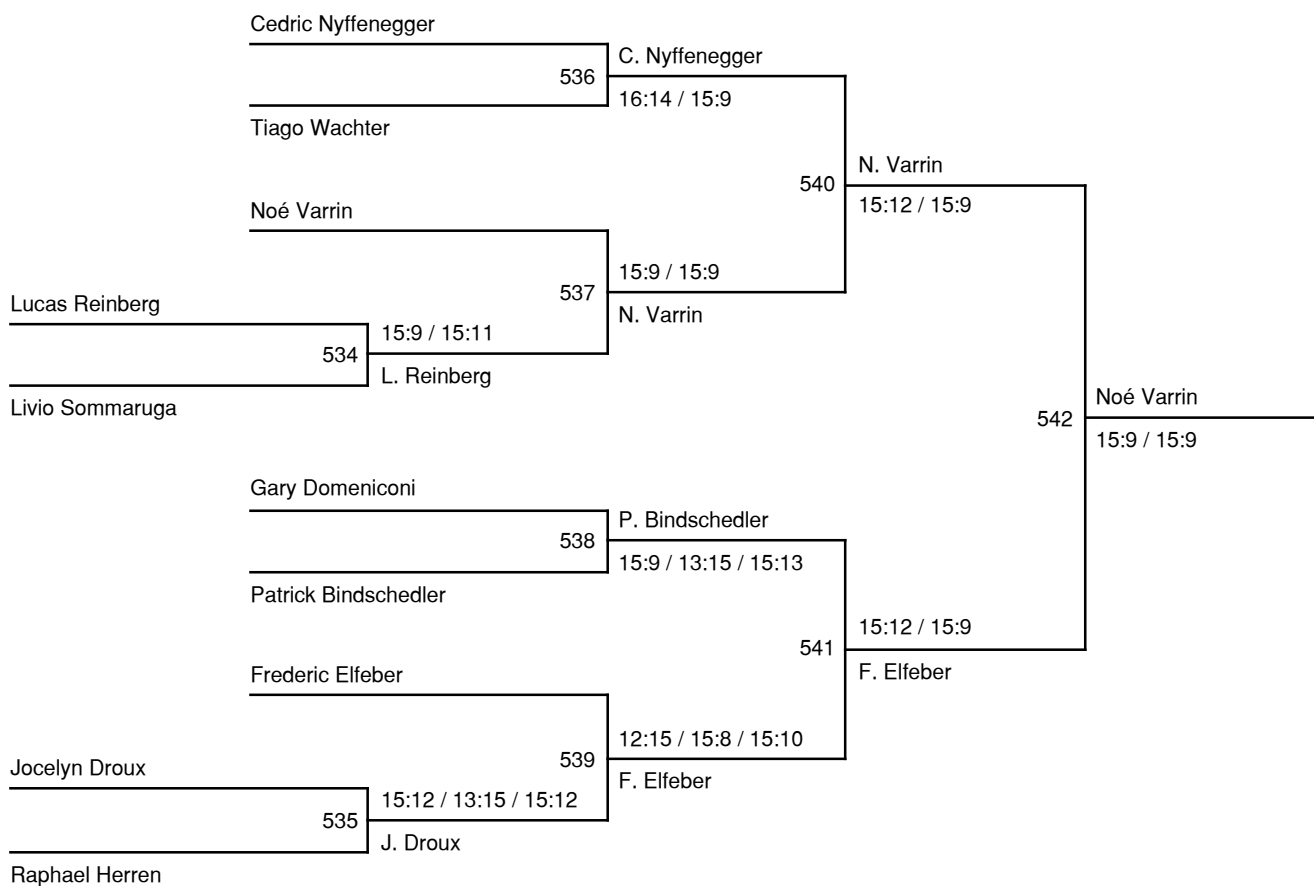 Cedric Nyffenegger
C. Nyffenegger
536
16:14 / 15:9
Tiago Wachter
N. Varrin
540
15:12 / 15:9
Noé Varrin
15:9 / 15:9
537
N. Varrin
Lucas Reinberg
15:9 / 15:11
534
L. Reinberg
Livio Sommaruga
Noé Varrin
542
15:9 / 15:9
Gary Domeniconi
P. Bindschedler
538
15:9 / 13:15 / 15:13
Patrick Bindschedler
15:12 / 15:9
541
F. Elfeber
Frederic Elfeber
12:15 / 15:8 / 15:10
539
F. Elfeber
Jocelyn Droux
15:12 / 13:15 / 15:12
535
J. Droux
Raphael Herren